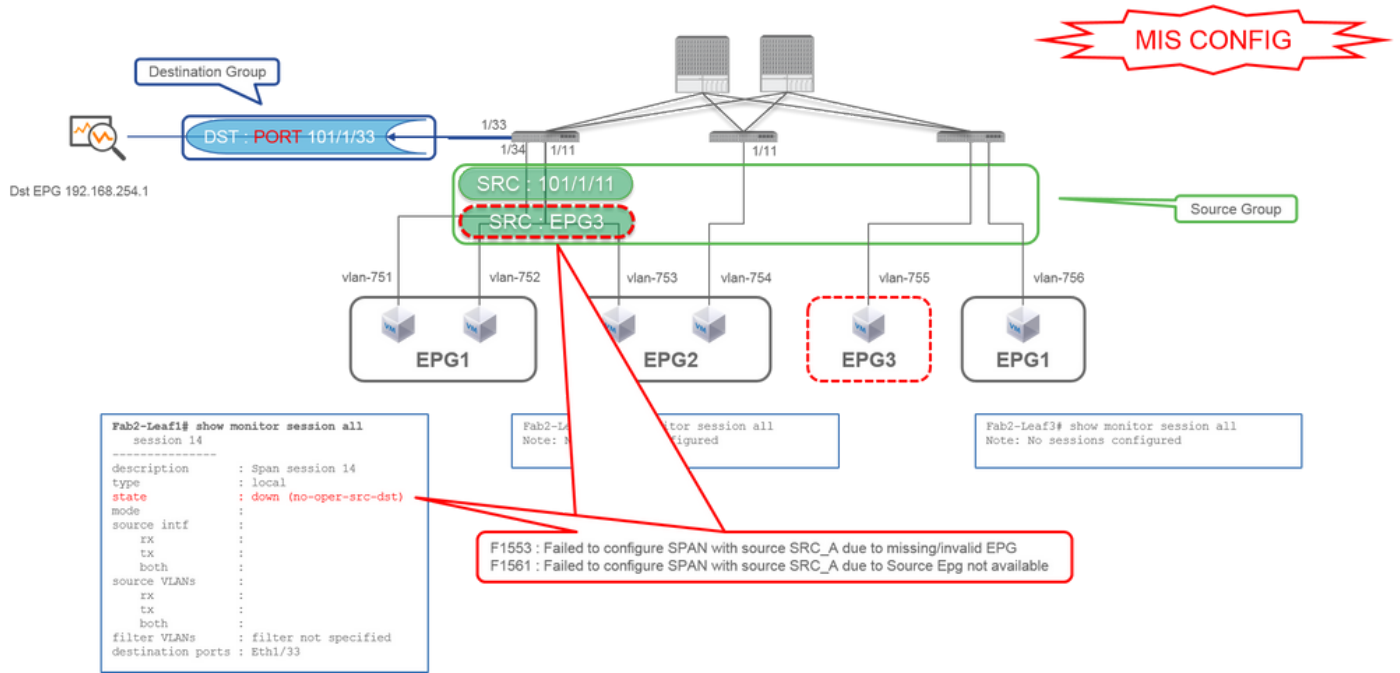 MIS CONFIG
Destination Group
DST : PORT 101/1/33
1/33
1/34
1/11
1/11
Dst EPG 192.168.254.1
SRC : 101/1/11
SRC : EPG3
Source Group
vlan-751
vlan-752
vlan-753
vlan-754
vlan-755
vlan-756
VM
VM
VM
VM
VM
VM
EPG1
EPG2
EPG3
EPG1
Fab2-Leaf1# show monitor session all
session 14
---------------
description : Span session 14
type : local
state : down (no-oper-src-dst)
mode :
source intf :
rx :
tx :
both :
source VLANs :
rx :
tx :
both :
filter VLANs : filter not specified
destination ports : Eth1/33
session all
Note:
Fab2-Leaf3# show monitor session all
Note: No sessions configured
F1553 : Failed to configure SPAN with source SRC_A due to missing/invalid EPG
F1561 : Failed to configure SPAN with source SRC_A due to Source Epg not available